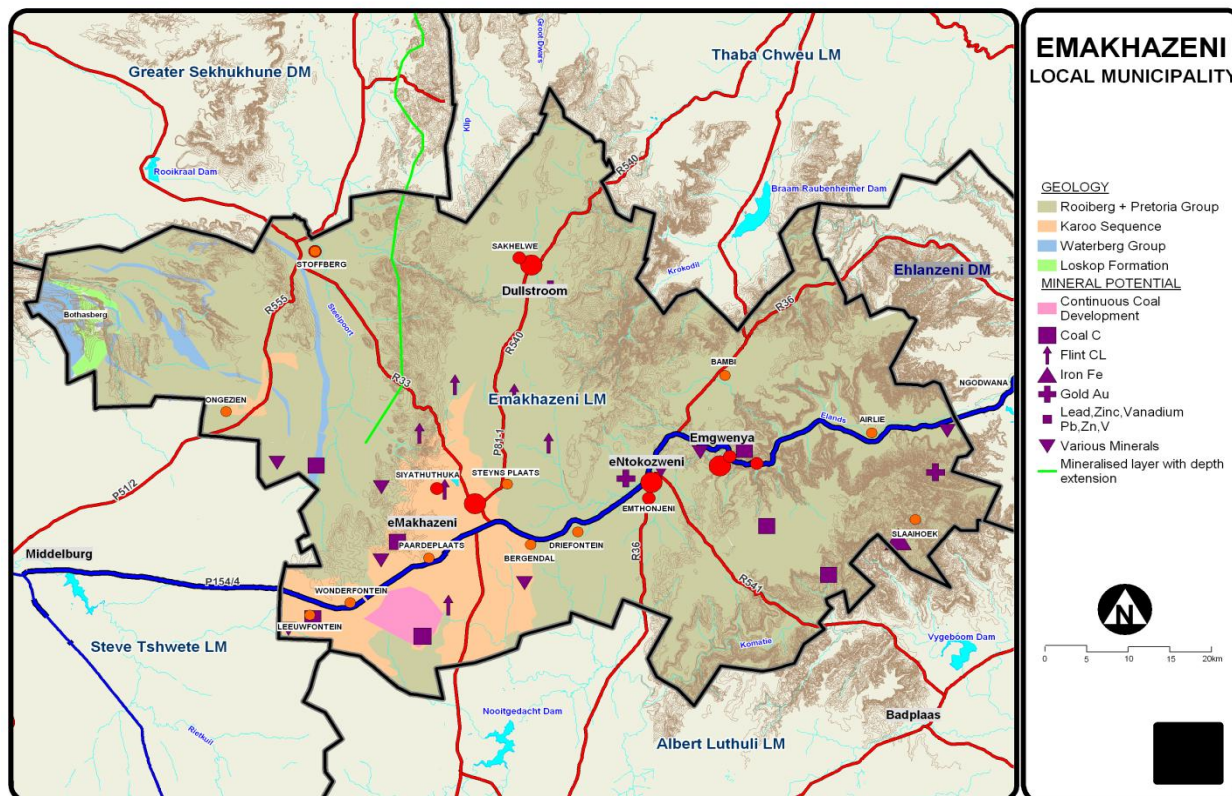 EMAKHAZENI
LOCAL MUNICIPALITY
GEOLOGY
Rooiberg + Pretoria Group
Karoo Sequence
Waterberg Group
Loskop Formation
MINERAL POTENTIAL
Continuous Coal
Development
Coal C
Flint CL
Iron Fe
Gold Au
Lead,Zinc,Vanadium
Pb,Zn,V
Various Minerals
Mineralised layer with depth
extension
N
0 5 10 15 20km
Greater Sekhukhune DM
Thaba Chweu LM
Groot Dwars
Klip
Rooikraal Dam
R540
Braam Raubenheimer Dam
SAKHELWE
STOFFBERG
Dullstroom
Krokodil
Ehlanzeni DM
R555
Steelpoort
R36
Bothasberg
R540
BAMBI
R33
NGODWANA
Emakhazeni LM
Elands
ONGEZIEN
AIRLIE
P81-1
Emgwenya
eNtokozweni
SIYATHUTHUKA
STEYNS PLAATS
P51/2
EMTHONJENI
eMakhazeni
SLAAIHOEK
DRIEFONTEIN
BERGENDAL
PAARDEPLAATS
R36
Middelburg
P154/4
R541
WONDERFONTEIN
LEEUWFONTEIN
Steve Tshwete LM
Komatie
Vygeboom Dam
Nooitgedacht Dam
Badplaas
Rietkuil
Albert Luthuli LM